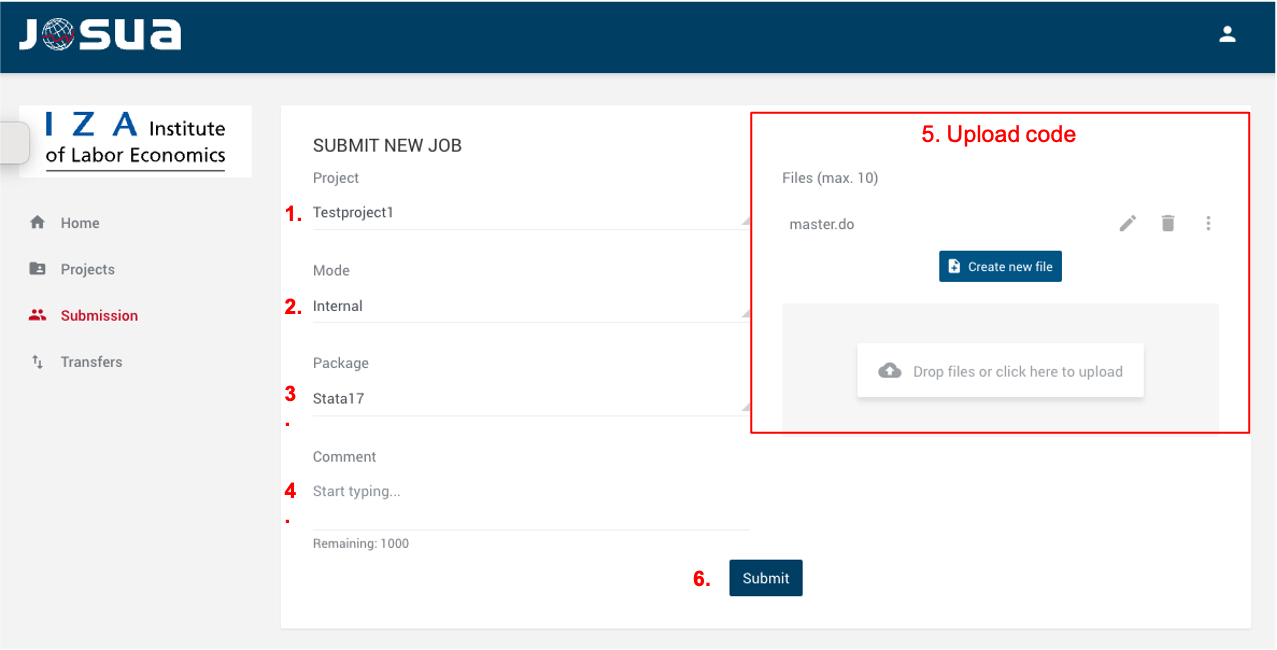 JOSUA
IZA Institute
of Labor Economics
Home
Projects
Submission
Transfers
SUBMIT NEW JOB
Project
1. Testproject1
Mode
2. Internal
Package
3. Stata17
Comment
4. Start typing...
Remaining: 1000
5. Upload code
Files (max. 10)
master.do
Create new file
Drop files or click here to upload
6. Submit